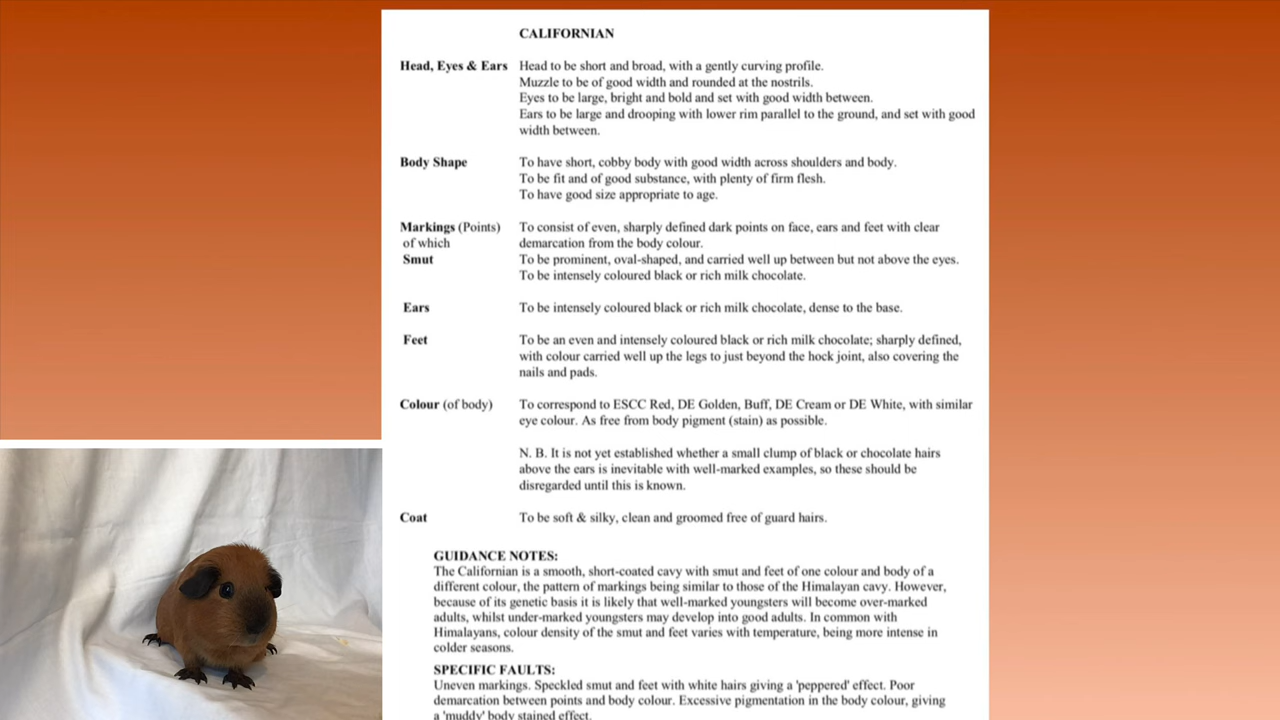 CALIFORNIAN
Head, Eyes & Ears Head to be short and broad, with a gently curving profile.
Muzzle to be of good width and rounded at the nostrils.
Eyes to be large, bright and bold and set with good width between.
Ears to be large and drooping with lower rim parallel to the ground, and set with good
width between.
Body Shape To have short, cobby body with good width across shoulders and body.
To be fit and of good substance, with plenty of firm flesh.
To have good size appropriate to age.
Markings (Points) To consist of even, sharply defined dark points on face, ears and feet with clear
of which demarcation from the body colour.
Smut To be prominent, oval-shaped, and carried well up between but not above the eyes.
To be intensely coloured black or rich milk chocolate.
Ears To be intensely coloured black or rich milk chocolate, dense to the base.
Feet To be an even and intensely coloured black or rich milk chocolate; sharply defined,
with colour carried well up the legs to just beyond the hock joint, also covering the
nails and pads.
Colour (of body) To correspond to ESCC Red, DE Golden, Buff, DE Cream or DE White, with similar
eye colour. As free from body pigment (stain) as possible.
N. B. It is not yet established whether a small clump of black or chocolate hairs
above the ears is inevitable with well-marked examples, so these should be
disregarded until this is known.
Coat To be soft & silky, clean and groomed free of guard hairs.
GUIDANCE NOTES:
The Californian is a smooth, short-coated cavy with smut and feet of one colour and body of a
different colour, the pattern of markings being similar to those of the Himalayan cavy. However,
because of its genetic basis it is likely that well-marked youngsters will become over-marked
adults, whilst under-marked youngsters may develop into good adults. In common with
Himalayans, colour density of the smut and feet varies with temperature, being more intense in
colder seasons.
SPECIFIC FAULTS:
Uneven markings. Speckled smut and feet with white hairs giving a 'peppered' effect. Poor
demarcation between points and body colour. Excessive pigmentation in the body colour, giving
a 'muddy' body stained effect.